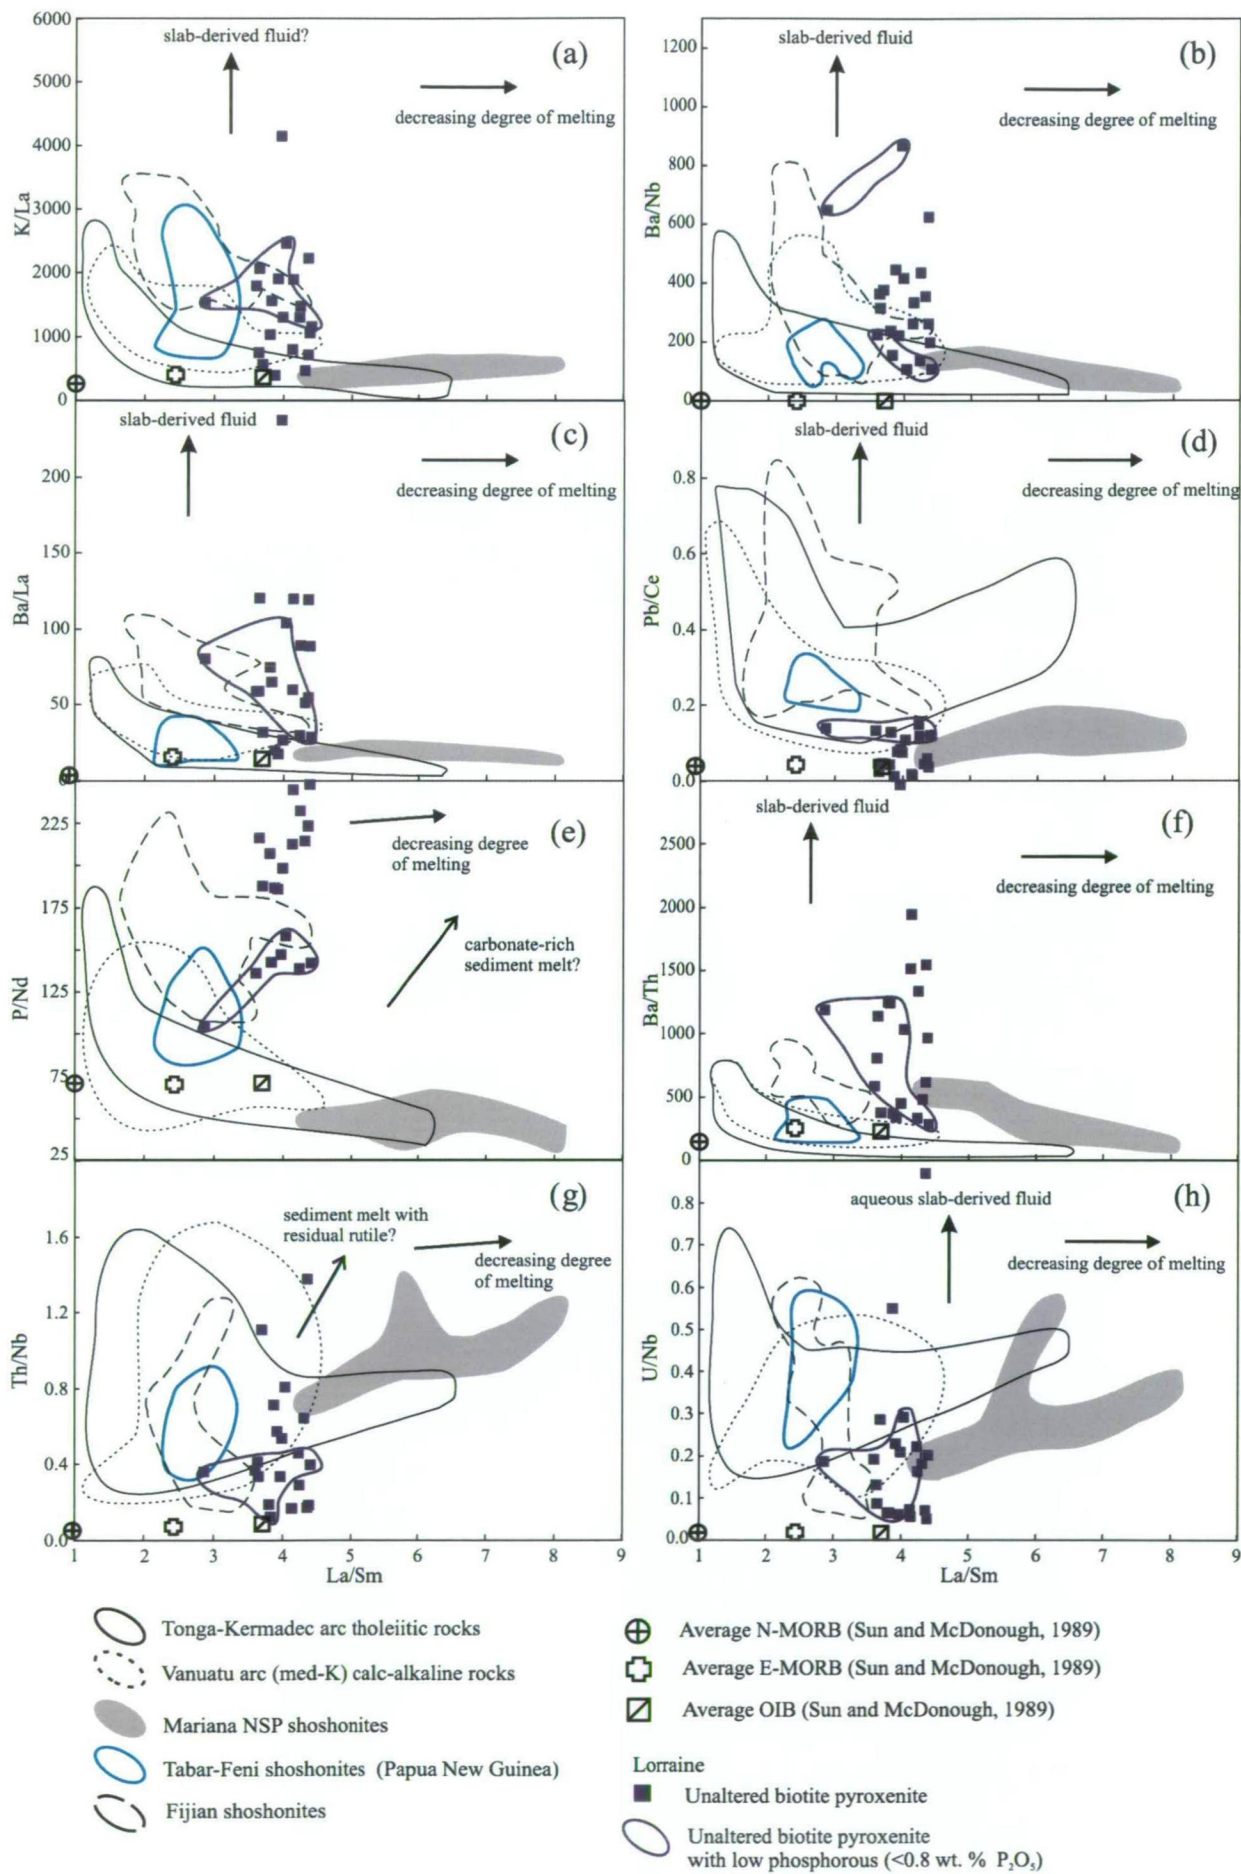 6000
5000
4000
3000
2000
1000
0
K/La
slab-derived fluid?
(a)
decreasing degree of melting
1200
1000
800
600
400
200
0
Ba/Nb
slab-derived fluid
(b)
decreasing degree of melting
200
150
100
50
0
Ba/La
slab-derived fluid
(c)
decreasing degree of melting
0.8
0.6
0.4
0.2
0.0
Pb/Ce
slab-derived fluid
(d)
decreasing degree of melting
225
175
125
75
25
P/Nd
(e)
decreasing degree
of melting
carbonate-rich
sediment melt?
2500
2000
1500
1000
500
0
Ba/Th
slab-derived fluid
(f)
decreasing degree of melting
1.6
1.2
0.8
0.4
0.0
Th/Nb
(g)
sediment melt with
residual rutile?
decreasing degree
of melting
1 2 3 4 5 6 7 8 9
La/Sm
0.8
0.7
0.6
0.5
0.4
0.3
0.2
0.1
0.0
U/Nb
aqueous slab-derived fluid
(h)
decreasing degree of melting
1 2 3 4 5 6 7 8 9
La/Sm
Tonga-Kermadec arc tholeiitic rocks
Vanuatu arc (med-K) calc-alkaline rocks
Mariana NSP shoshonites
Tabar-Feni shoshonites (Papua New Guinea)
Fijian shoshonites
Average N-MORB (Sun and McDonough, 1989)
Average E-MORB (Sun and McDonough, 1989)
Average OIB (Sun and McDonough, 1989)
Lorraine
Unaltered biotite pyroxenite
Unaltered biotite pyroxenite
with low phosphorous (<0.8 wt. % P₂O₅)